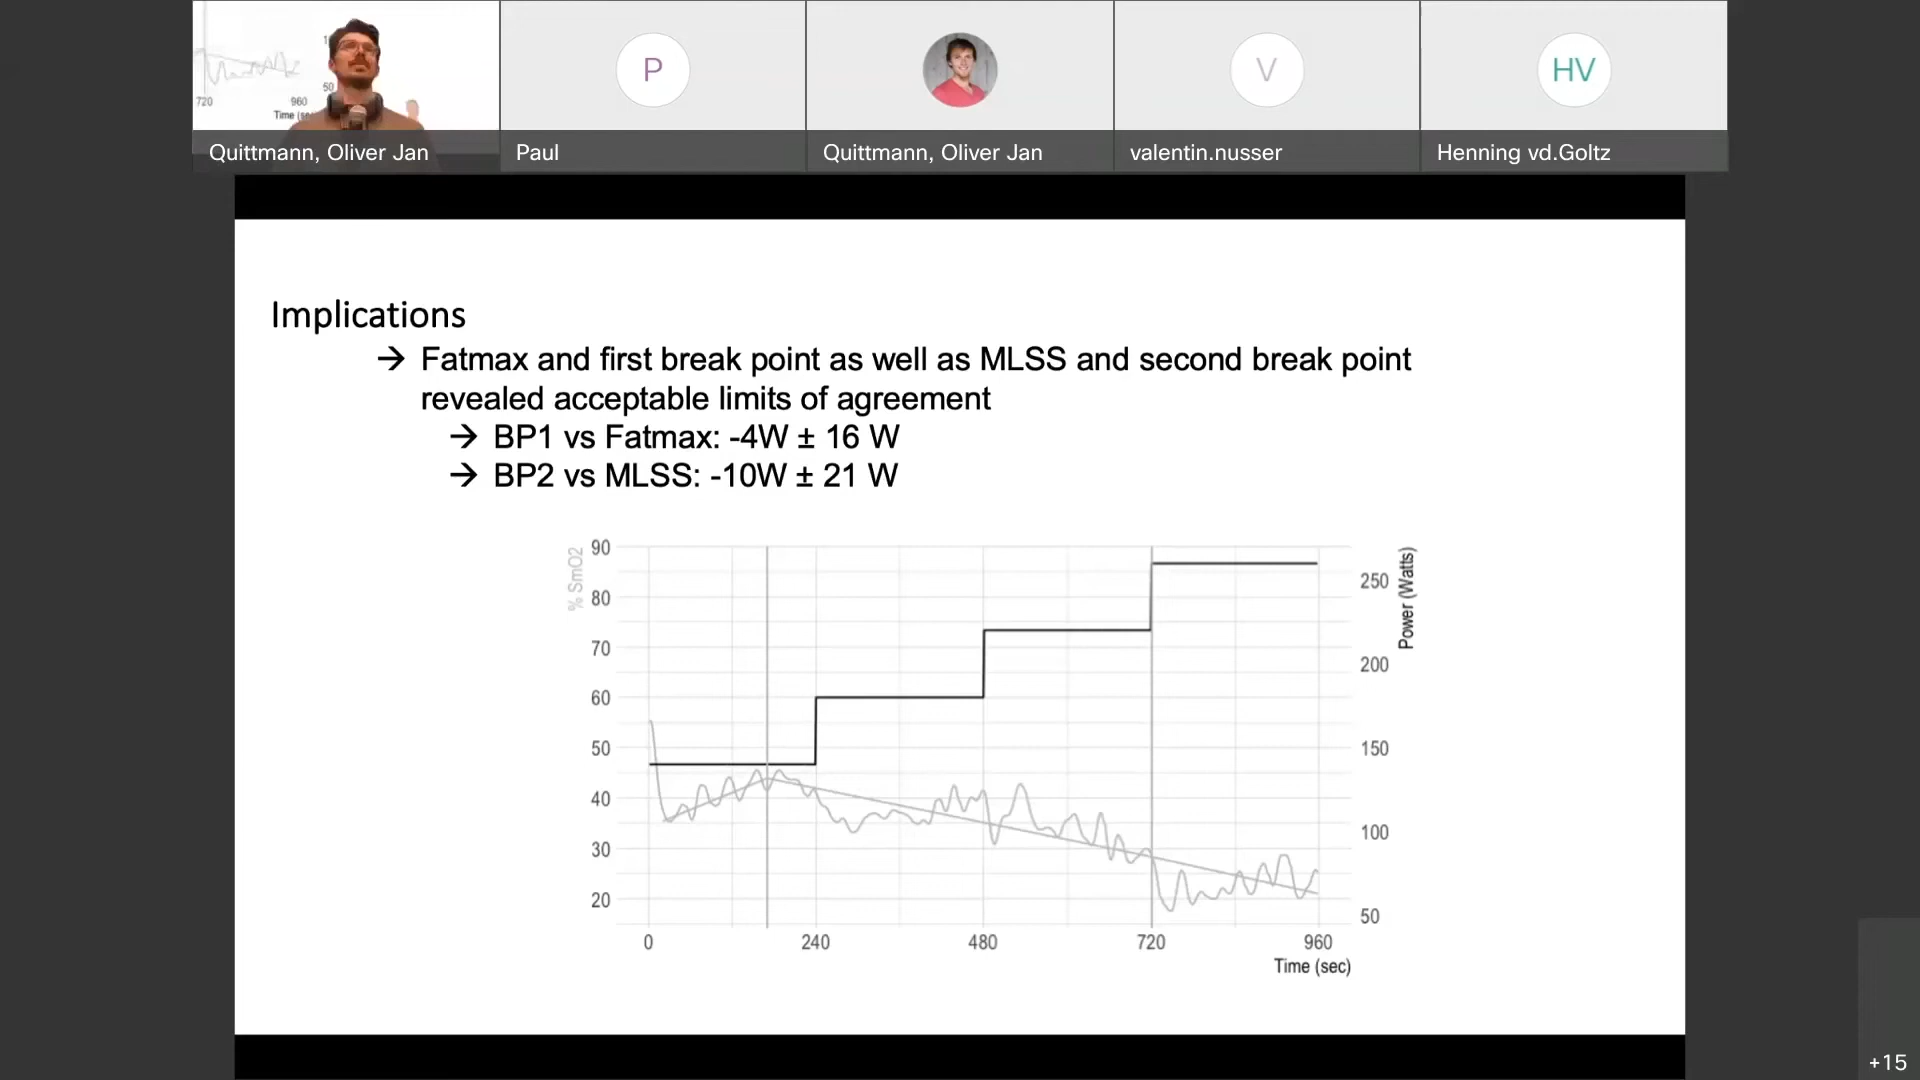 720
960
50
Quittmann, Oliver Jan
P
Paul
Quittmann, Oliver Jan
V
valentin.nusser
HV
Henning vd.Goltz
Implications
→ Fatmax and first break point as well as MLSS and second break point
revealed acceptable limits of agreement
→ BP1 vs Fatmax: -4W ± 16 W
→ BP2 vs MLSS: -10W ± 21 W
% SmO2
90
80
70
60
50
40
30
20
250
200
150
100
50
Power (Watts)
0
240
480
720
960
Time (sec)
+15